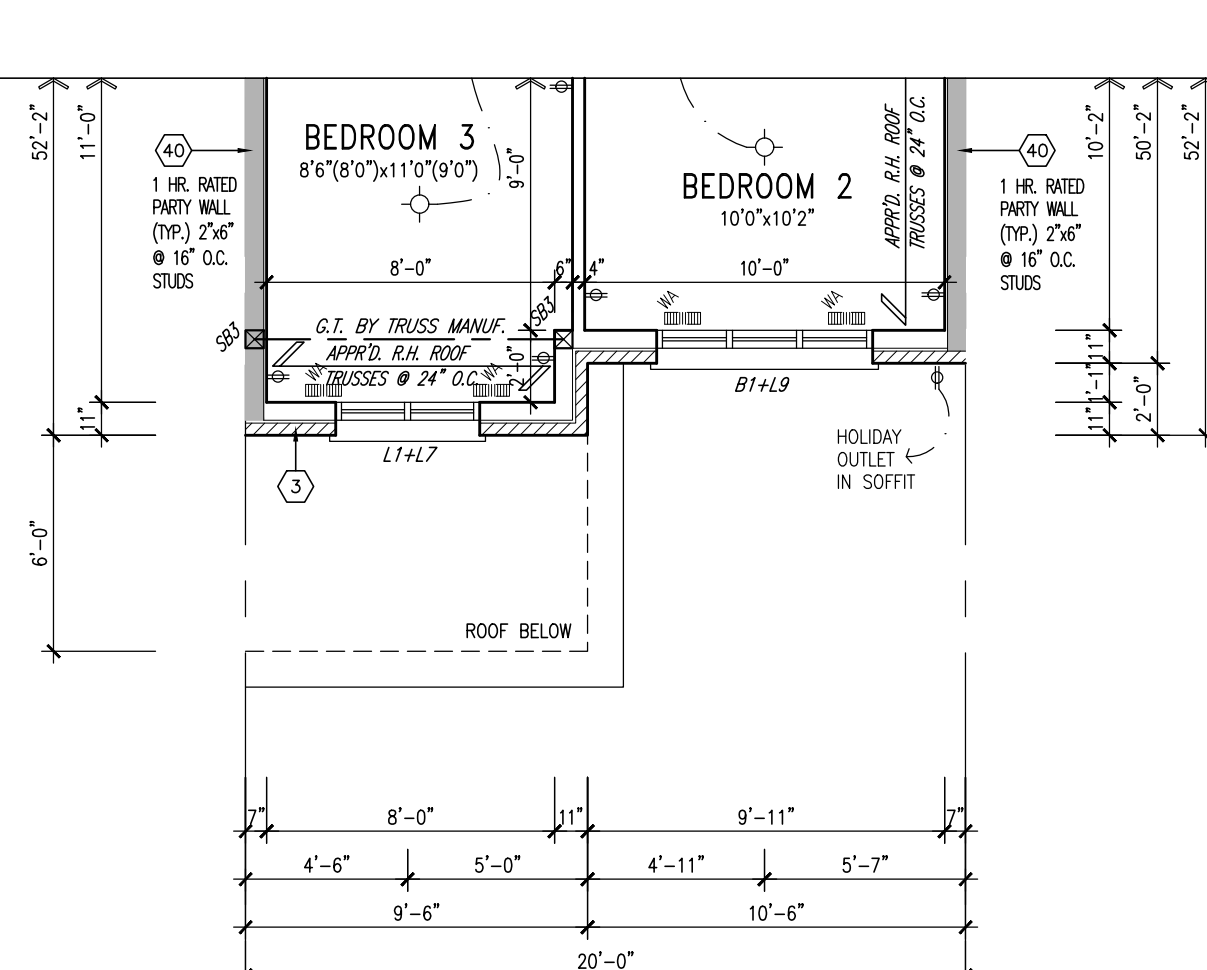 52'-2"
11'-0"
40
1 HR. RATED
PARTY WALL
(TYP.) 2"x6"
@ 16" O.C.
STUDS
BEDROOM 3
8'6"(8'0")x11'0"(9'0")
9'-0"
BEDROOM 2
10'0"x10'2"
APPR'D. R.H. ROOF
TRUSSES @ 24" O.C.
40
1 HR. RATED
PARTY WALL
(TYP.) 2"x6"
@ 16" O.C.
STUDS
10'-2"
50'-2"
52'-2"
8'-0"
6"
4"
10'-0"
SB3
SB3
G.T. BY TRUSS MANUF.
APPR'D. R.H. ROOF
TRUSSES @ 24" O.C.
2'-0"
WA
WA
WA
WA
11"
11"
1'-1"
11"
2'-0"
B1+L9
L1+L7
3
HOLIDAY
OUTLET
IN SOFFIT
6'-0"
ROOF BELOW
7"
8'-0"
11"
9'-11"
7"
4'-6"
5'-0"
4'-11"
5'-7"
9'-6"
10'-6"
20'-0"